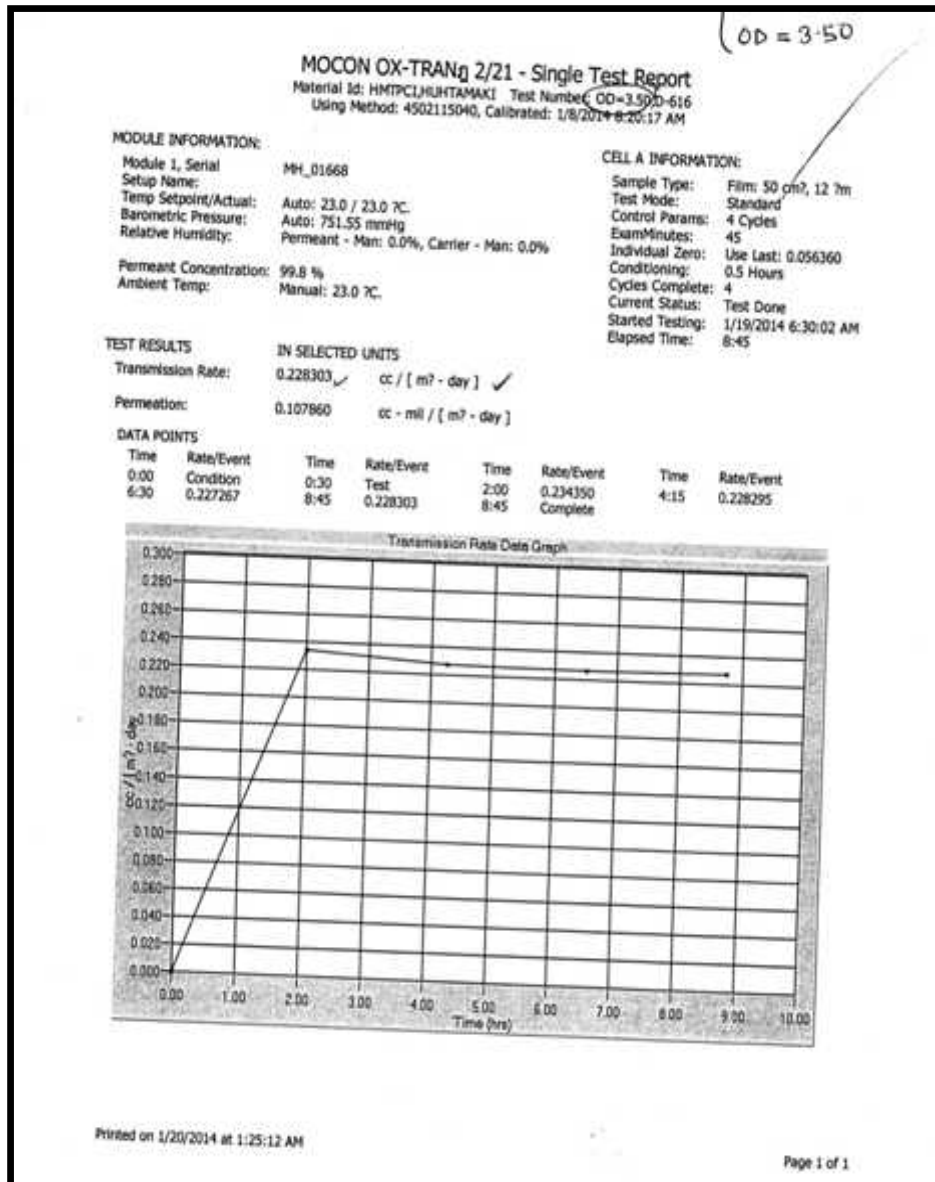 OD = 3.50
MOCON OX-TRANg 2/21 - Single Test Report
Material Id: HMTPCI,HUHTAMAKI Test Number: OD=3.50,D-616
Using Method: 4502115040, Calibrated: 1/8/2014 8:20:17 AM
MODULE INFORMATION:
Module 1, Serial MH_01668
Setup Name:
Temp Setpoint/Actual: Auto: 23.0 / 23.0 ?C.
Barometric Pressure: Auto: 751.55 mmHg
Relative Humidity: Permeant - Man: 0.0%, Carrier - Man: 0.0%
Permeant Concentration: 99.8 %
Ambient Temp: Manual: 23.0 ?C.
CELL A INFORMATION:
Sample Type: Film: 50 cm?, 12 ?m
Test Mode: Standard
Control Params: 4 Cycles
ExamMinutes: 45
Individual Zero: Use Last: 0.056360
Conditioning: 0.5 Hours
Cycles Complete: 4
Current Status: Test Done
Started Testing: 1/19/2014 6:30:02 AM
Elapsed Time: 8:45
TEST RESULTS IN SELECTED UNITS
Transmission Rate: 0.228303 cc / [ m? - day ]
Permeation: 0.107860 cc - mil / [ m? - day ]
DATA POINTS
Time Rate/Event Time Rate/Event Time Rate/Event Time Rate/Event
0:00 Condition 0:30 Test 2:00 0.234350 4:15 0.228295
6:30 0.227267 8:45 0.228303 8:45 Complete
Transmission Rate Data Graph
0.300
0.280
0.260
0.240
0.220
0.200
0.180
0.160
0.140
0.120
0.100
0.080
0.060
0.040
0.020
0.000
cc / [ m? - day
0.00 1.00 2.00 3.00 4.00 5.00 6.00 7.00 8.00 9.00 10.00
Time (hrs)
Printed on 1/20/2014 at 1:25:12 AM
Page 1 of 1